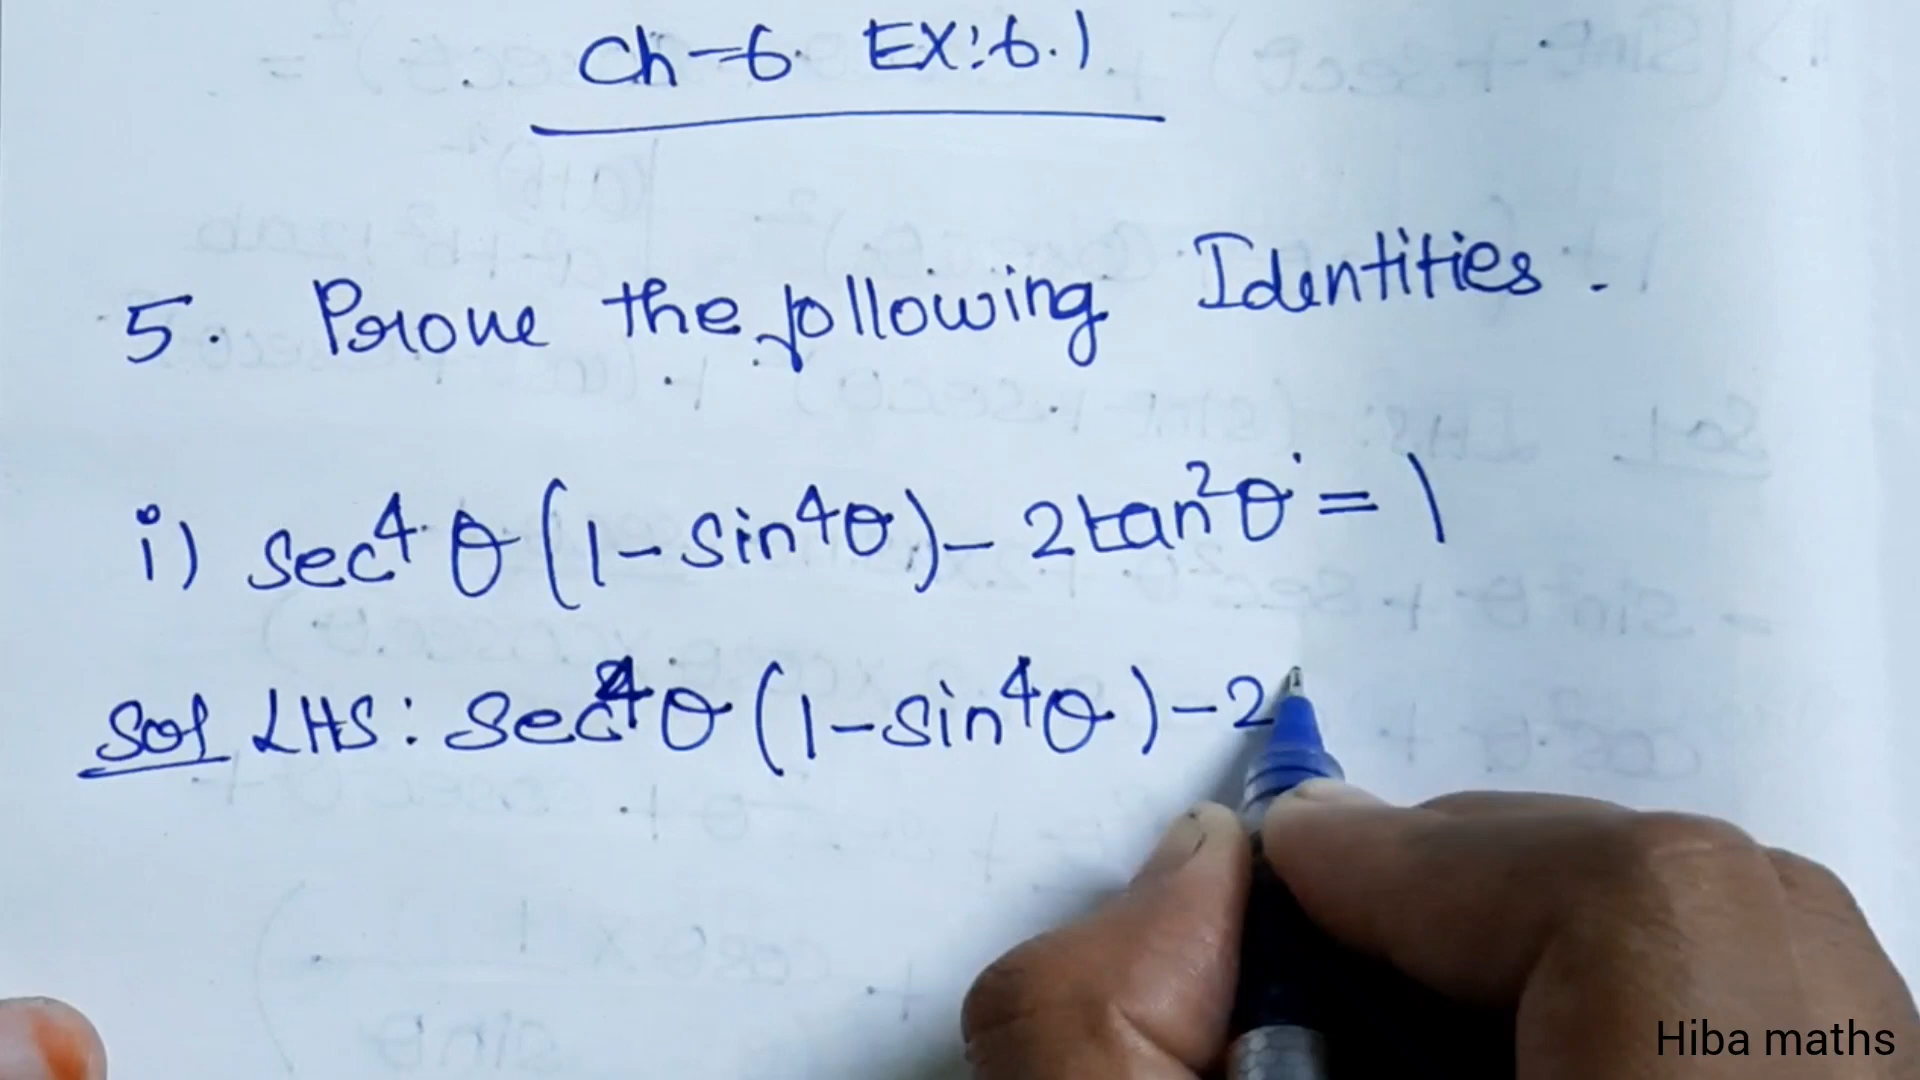 Ch-6. EX:6.1
5. Prove the following Identities.
i) sec⁴ θ (1 - sin⁴θ) - 2tan²θ = 1
Sol LHS: sec⁴θ (1 - sin⁴θ) - 2
Hiba maths